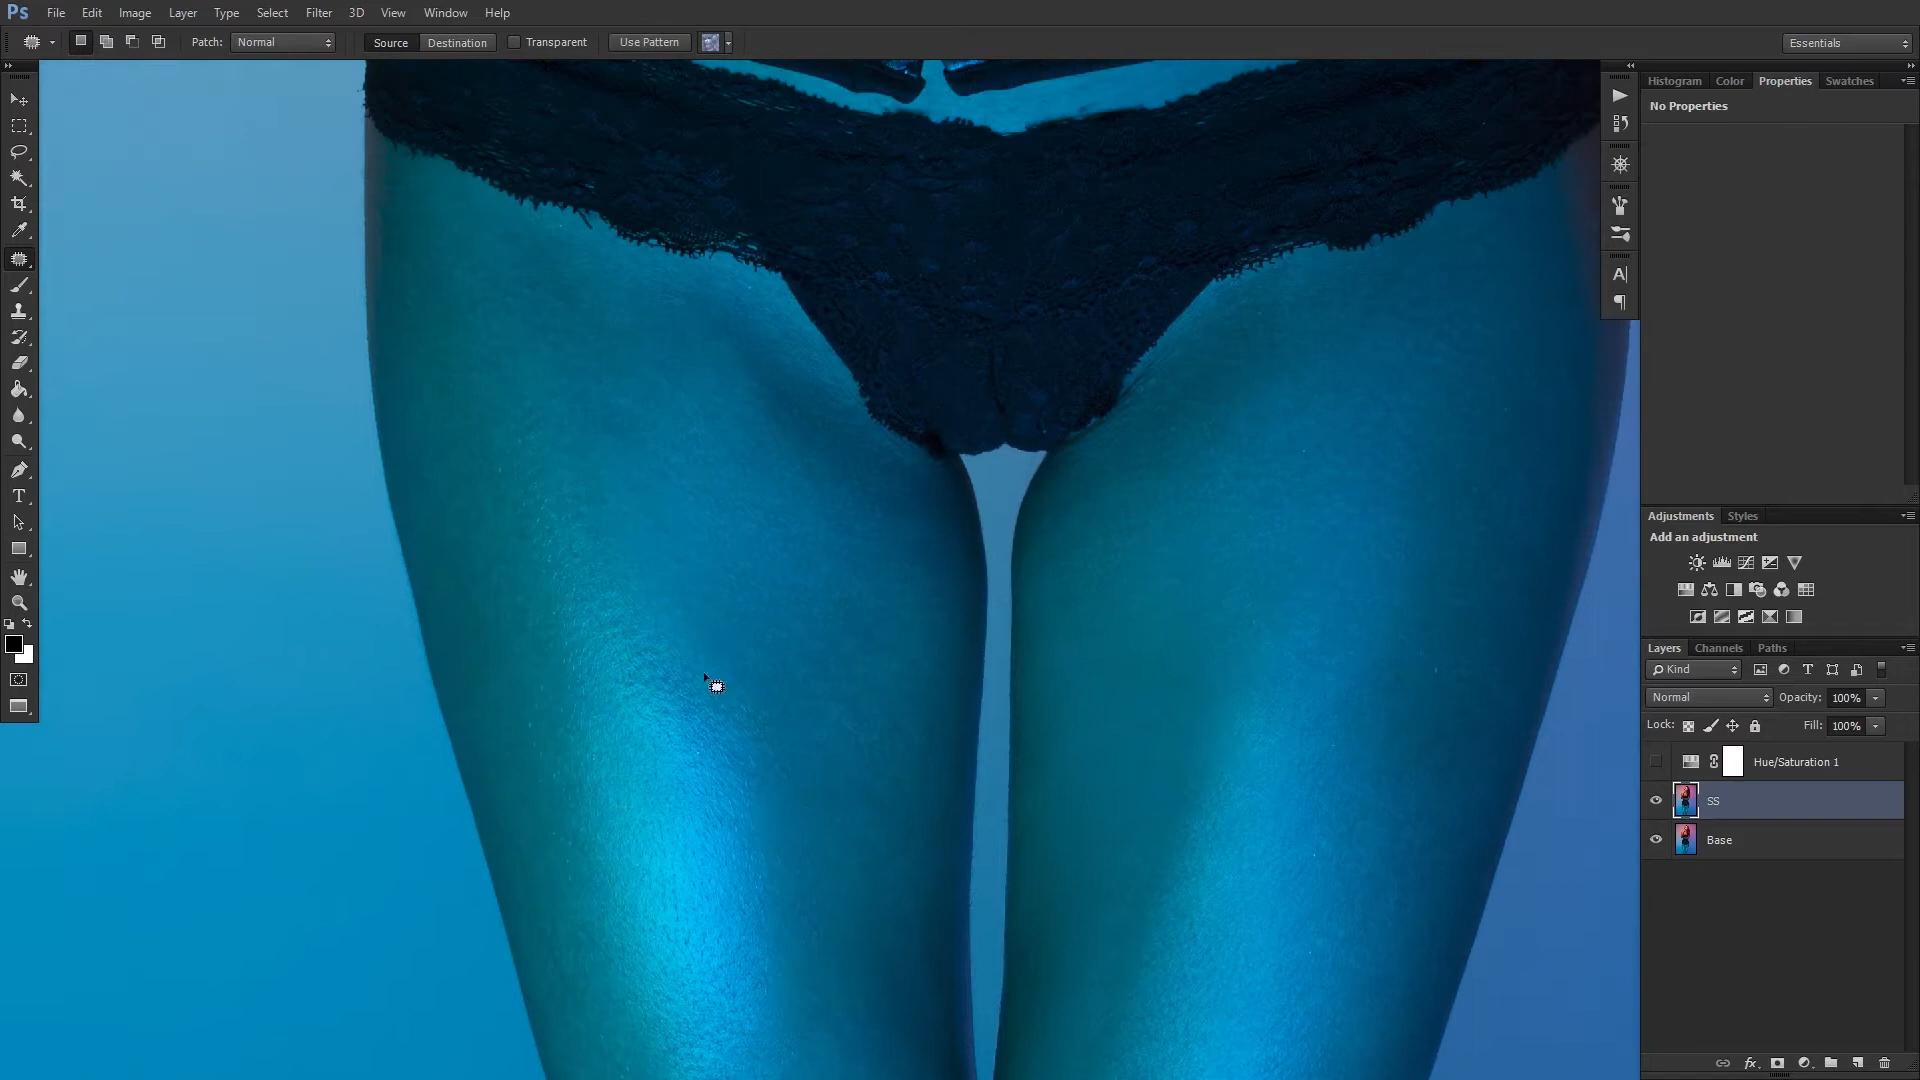 Ps File Edit Image Layer Type Select Filter 3D View Window Help
Patch: Normal Source Destination Transparent Use Pattern Essentials
Histogram Color Properties Swatches
No Properties
Adjustments Styles
Add an adjustment
Layers Channels Paths
Kind
Normal Opacity: 100%
Lock: Fill: 100%
Hue/Saturation 1
SS
Base